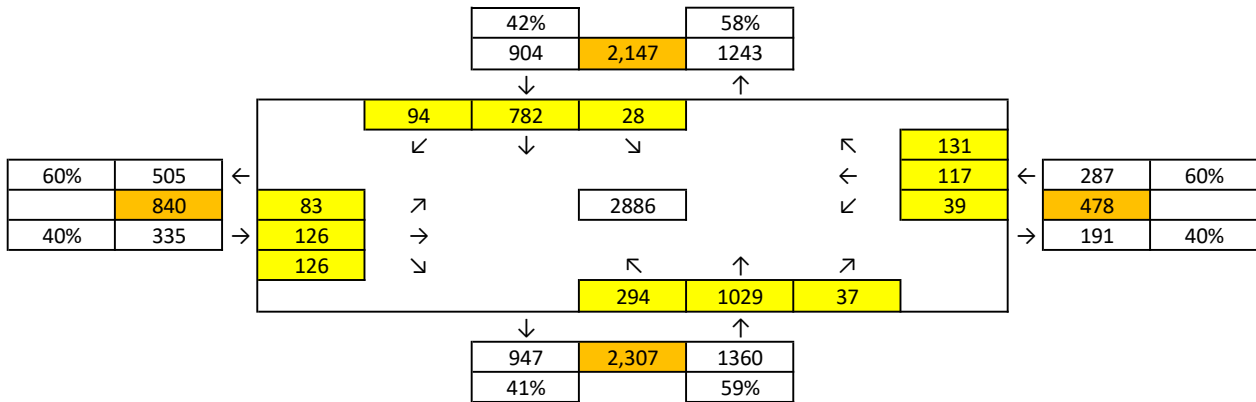 42% 58%
904 2,147 1243
↓ ↑
94 782 28
↙ ↓ ↘ ↖ 131
60% 505 ← ← 117 ← 287 60%
840 83 ↗ 2886 ↙ 39 478
40% 335 → 126 → → 191 40%
126 ↘ ↖ ↑ ↗
294 1029 37
↓ ↑
947 2,307 1360
41% 59%